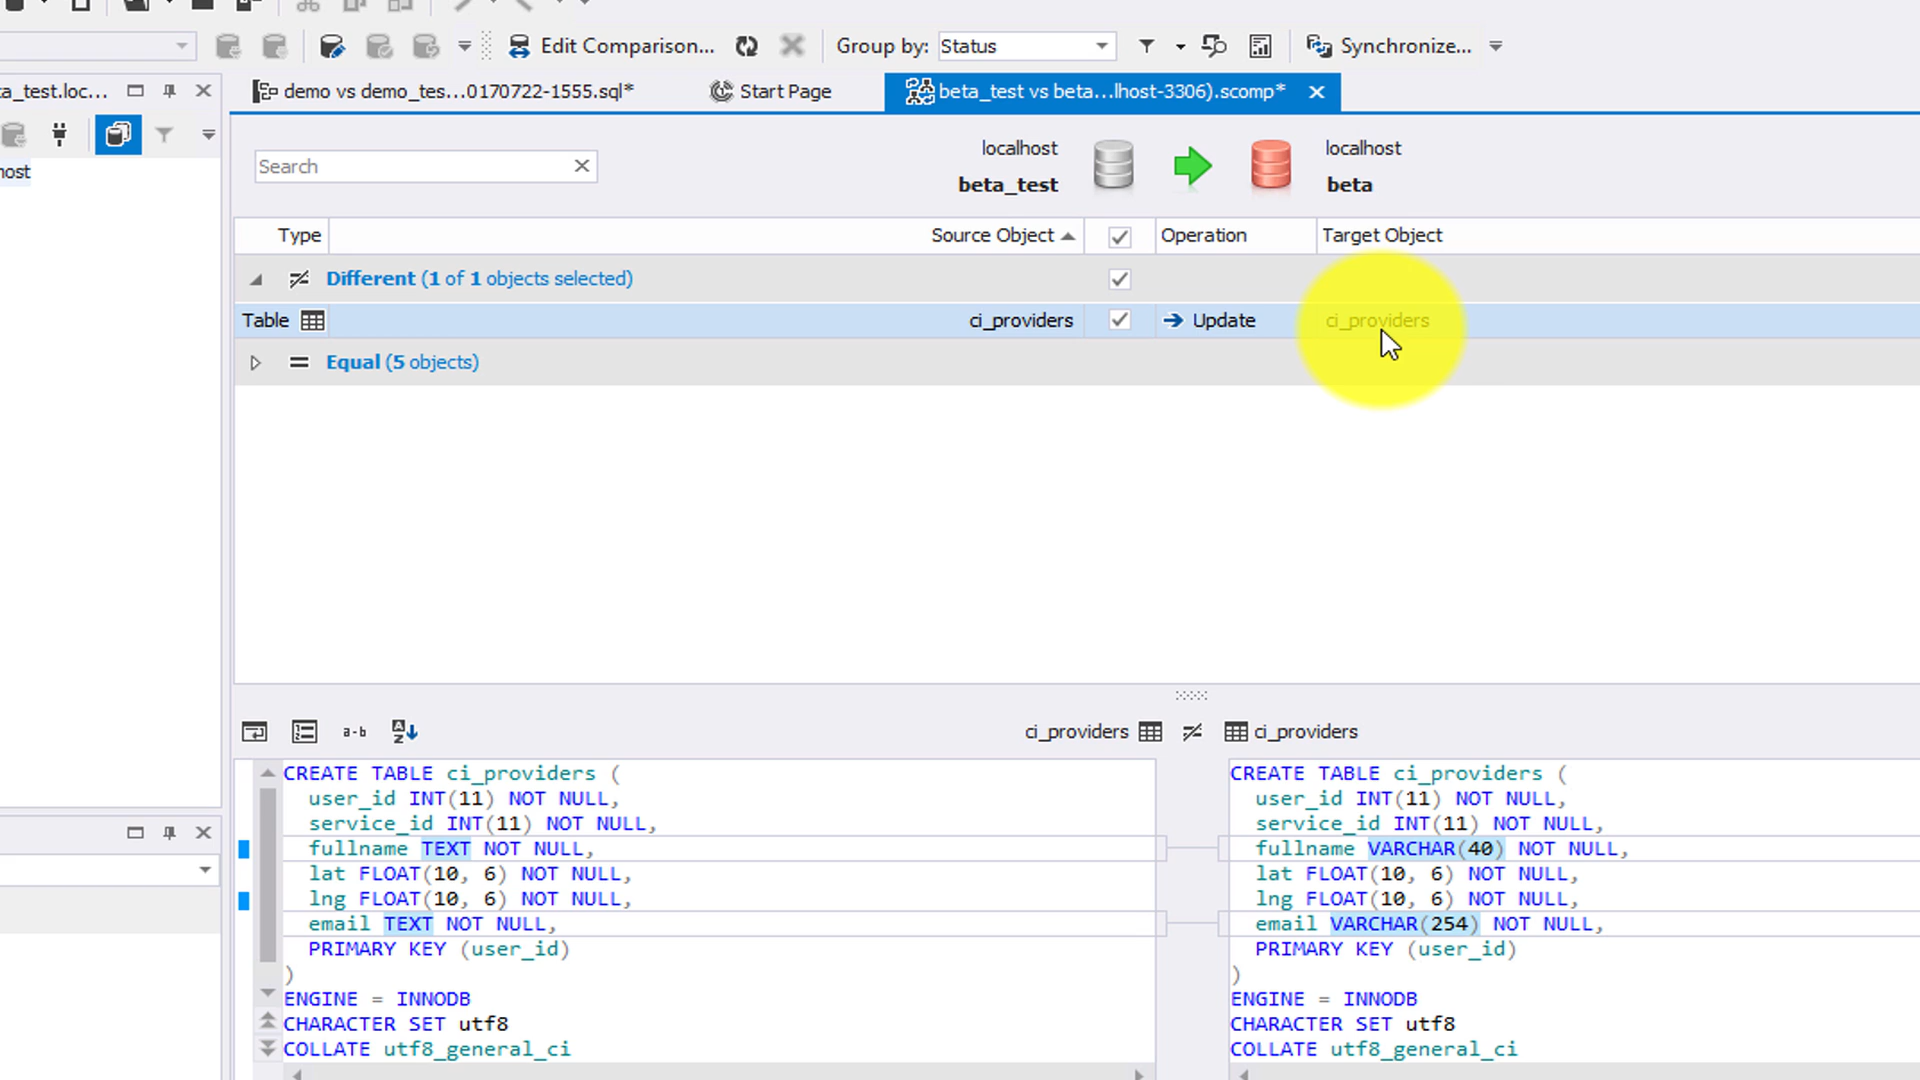 Edit Comparison... Group by: Status Synchronize...
a_test.loc... demo vs demo_tes...0170722-1555.sql* Start Page beta_test vs beta...lhost-3306).scomp*
localhost localhost
Search
ost
beta_test beta
Type Source Object Operation Target Object
Different (1 of 1 objects selected)
Table ci_providers Update ci_providers
Equal (5 objects)
a-b AZ ci_providers ci_providers
CREATE TABLE ci_providers (
user_id INT(11) NOT NULL,
service_id INT(11) NOT NULL,
fullname TEXT NOT NULL,
lat FLOAT(10, 6) NOT NULL,
lng FLOAT(10, 6) NOT NULL,
email TEXT NOT NULL,
PRIMARY KEY (user_id)
)
ENGINE = INNODB
CHARACTER SET utf8
COLLATE utf8_general_ci
CREATE TABLE ci_providers (
user_id INT(11) NOT NULL,
service_id INT(11) NOT NULL,
fullname VARCHAR(40) NOT NULL,
lat FLOAT(10, 6) NOT NULL,
lng FLOAT(10, 6) NOT NULL,
email VARCHAR(254) NOT NULL,
PRIMARY KEY (user_id)
)
ENGINE = INNODB
CHARACTER SET utf8
COLLATE utf8_general_ci